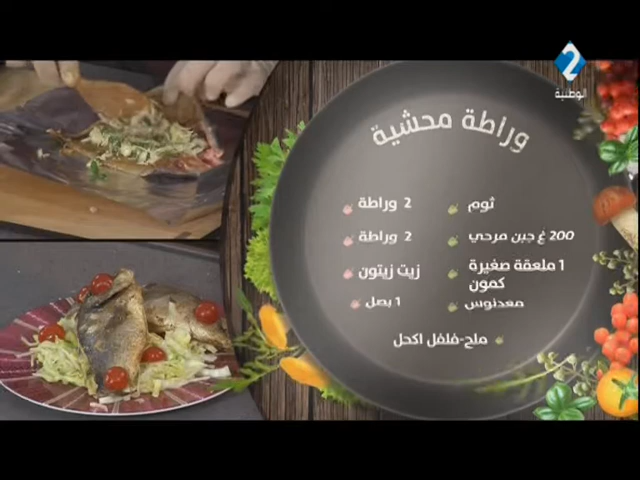 2
الوطنية
وراطة محشية
ثوم
200 غ جبن مرحي
1 ملعقة صغيرة
كمون
معدنوس
2 وراطة
2 وراطة
زيت زيتون
1 بصل
ملح-فلفل اكحل